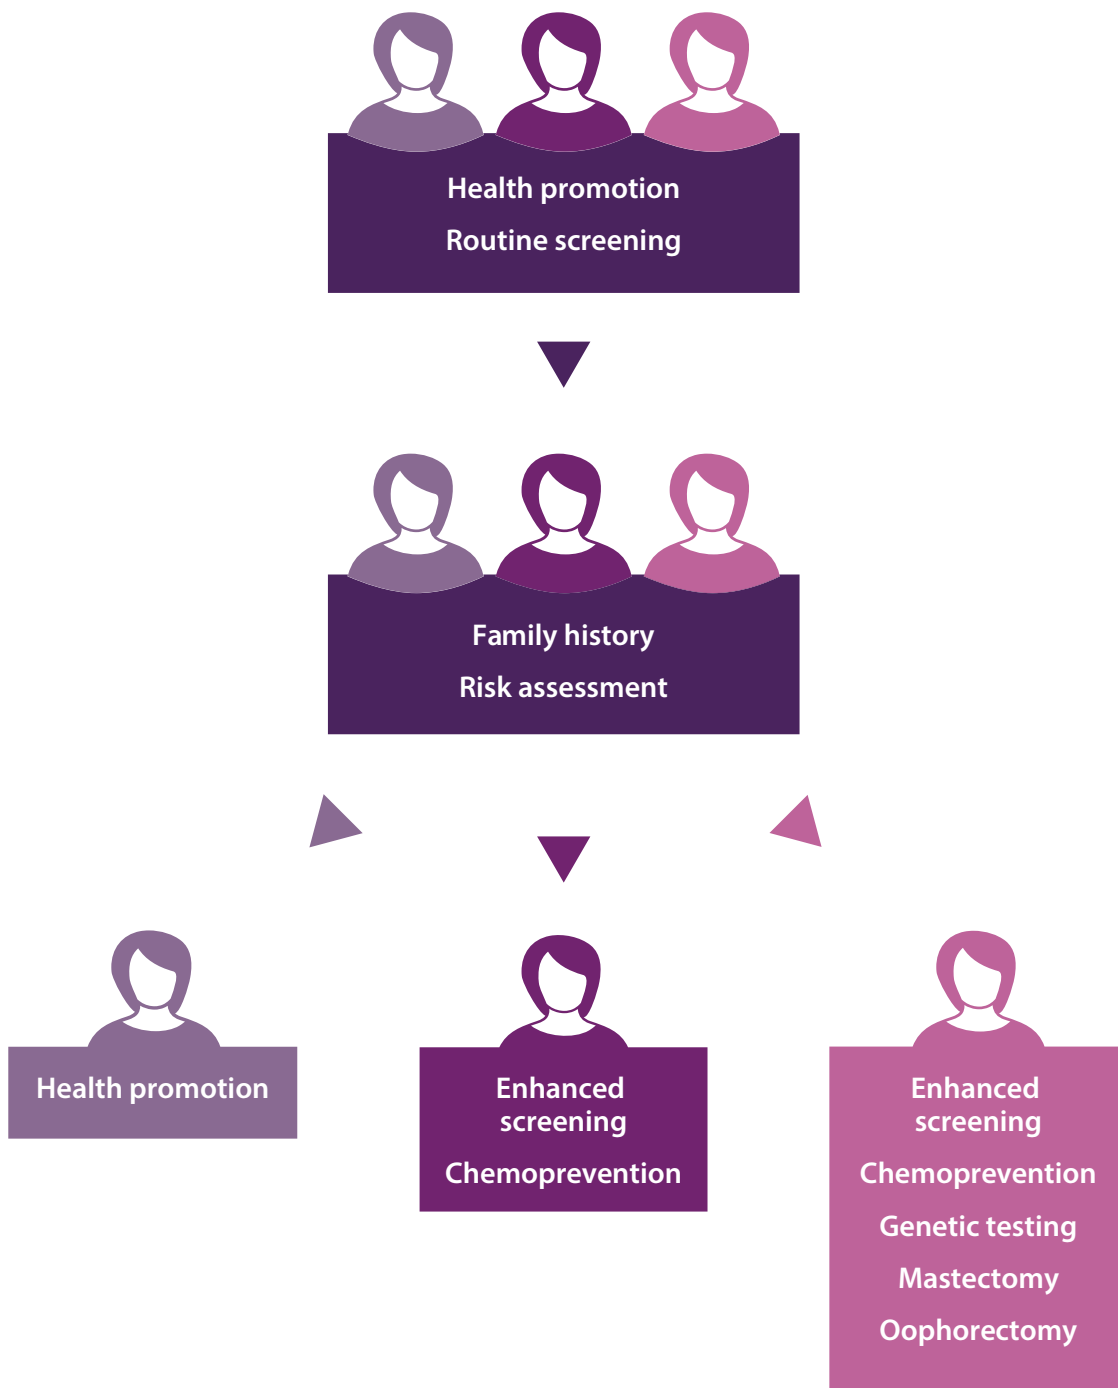 Health promotion
Routine screening
Family history
Risk assessment
Health promotion
Enhanced
screening
Chemoprevention
Enhanced
screening
Chemoprevention
Genetic testing
Mastectomy
Oophorectomy